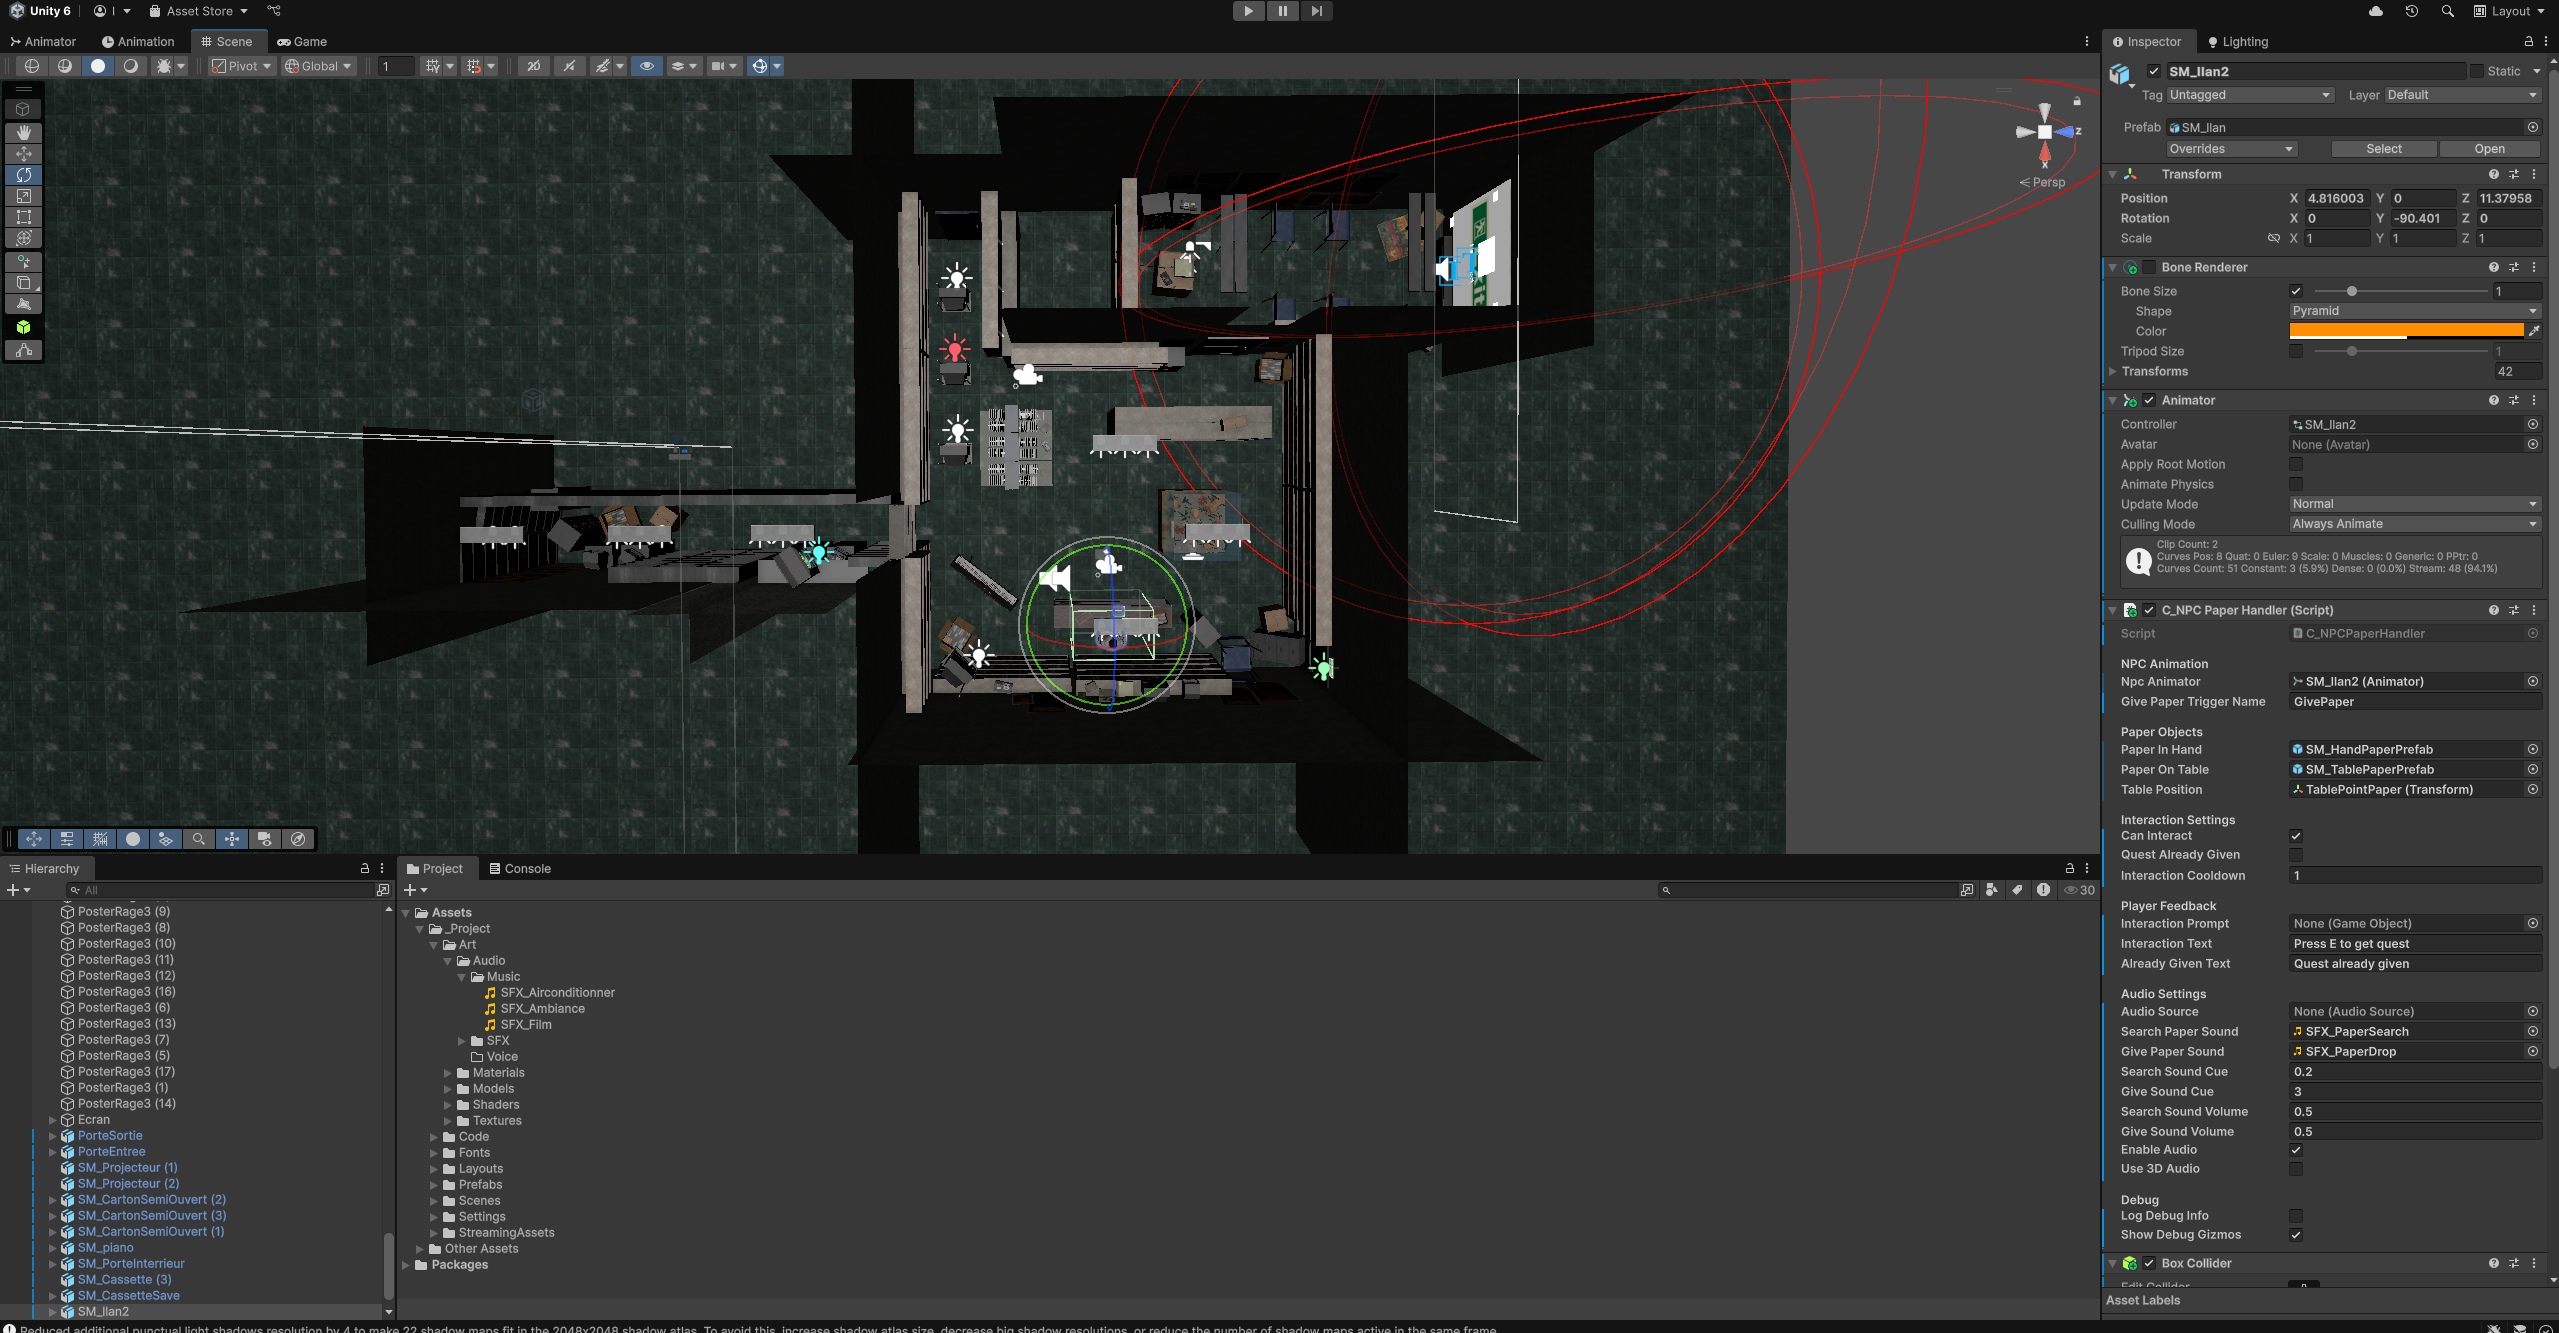 Unity 6
Asset Store
Layout
Animator
Animation
Scene
Game
Pivot
Global
1
Persp
z
x
Hierarchy
All
PosterRage3 (9)
PosterRage3 (8)
PosterRage3 (10)
PosterRage3 (11)
PosterRage3 (12)
PosterRage3 (16)
PosterRage3 (6)
PosterRage3 (13)
PosterRage3 (7)
PosterRage3 (5)
PosterRage3 (17)
PosterRage3 (1)
PosterRage3 (14)
Ecran
PorteSortie
PorteEntree
SM_Projecteur (1)
SM_Projecteur (2)
SM_CartonSemiOuvert (2)
SM_CartonSemiOuvert (3)
SM_CartonSemiOuvert (1)
SM_piano
SM_PorteInterrieur
SM_Cassette (3)
SM_CassetteSave
SM_Ilan2
Project
Console
30
Assets
_Project
Art
Audio
Music
SFX_Airconditionner
SFX_Ambiance
SFX_Film
SFX
Voice
Materials
Models
Shaders
Textures
Code
Fonts
Layouts
Prefabs
Scenes
Settings
StreamingAssets
Other Assets
Packages
Inspector
Lighting
SM_Ilan2
Static
Tag Untagged Layer Default
Prefab SM_Ilan
Overrides Select Open
Transform
Position X 4.816003 Y 0 Z 11.37958
Rotation X 0 Y -90.401 Z 0
Scale X 1 Y 1 Z 1
Bone Renderer
Bone Size 1
Shape Pyramid
Color
Tripod Size 1
Transforms 42
Animator
Controller SM_Ilan2
Avatar None (Avatar)
Apply Root Motion
Animate Physics
Update Mode Normal
Culling Mode Always Animate
Clip Count: 2
Curves Pos: 8 Quat: 0 Euler: 9 Scale: 0 Muscles: 0 Generic: 0 PPtr: 0
Curves Count: 51 Constant: 3 (5.9%) Dense: 0 (0.0%) Stream: 48 (94.1%)
C_NPC Paper Handler (Script)
Script C_NPCPaperHandler
NPC Animation
Npc Animator SM_Ilan2 (Animator)
Give Paper Trigger Name GivePaper
Paper Objects
Paper In Hand SM_HandPaperPrefab
Paper On Table SM_TablePaperPrefab
Table Position TablePointPaper (Transform)
Interaction Settings
Can Interact
Quest Already Given
Interaction Cooldown 1
Player Feedback
Interaction Prompt None (Game Object)
Interaction Text Press E to get quest
Already Given Text Quest already given
Audio Settings
Audio Source None (Audio Source)
Search Paper Sound SFX_PaperSearch
Give Paper Sound SFX_PaperDrop
Search Sound Cue 0.2
Give Sound Cue 3
Search Sound Volume 0.5
Give Sound Volume 0.5
Enable Audio
Use 3D Audio
Debug
Log Debug Info
Show Debug Gizmos
Box Collider
Edit Collider
Asset Labels
Reduced additional punctual light shadows resolution by 4 to make 22 shadow maps fit in the 2048x2048 shadow atlas. To avoid this, increase shadow atlas size, decrease big shadow resolutions, or reduce the number of shadow maps active in the same frame